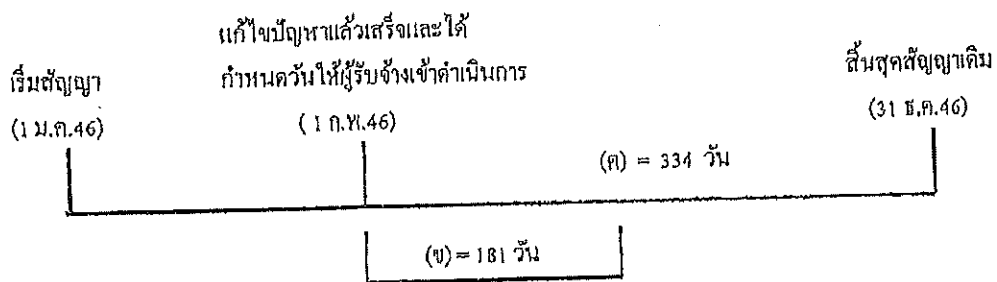 แก้ไขปัญหาแล้วเสร็จและได้
เริ่มสัญญา กำหนดวันให้ผู้รับจ้างเข้าดำเนินการ สิ้นสุดสัญญาเดิม
(1 ม.ค.46) ( 1 ก.พ.46) (31 ธ.ค.46)
(ค) = 334 วัน
(ข) = 181 วัน